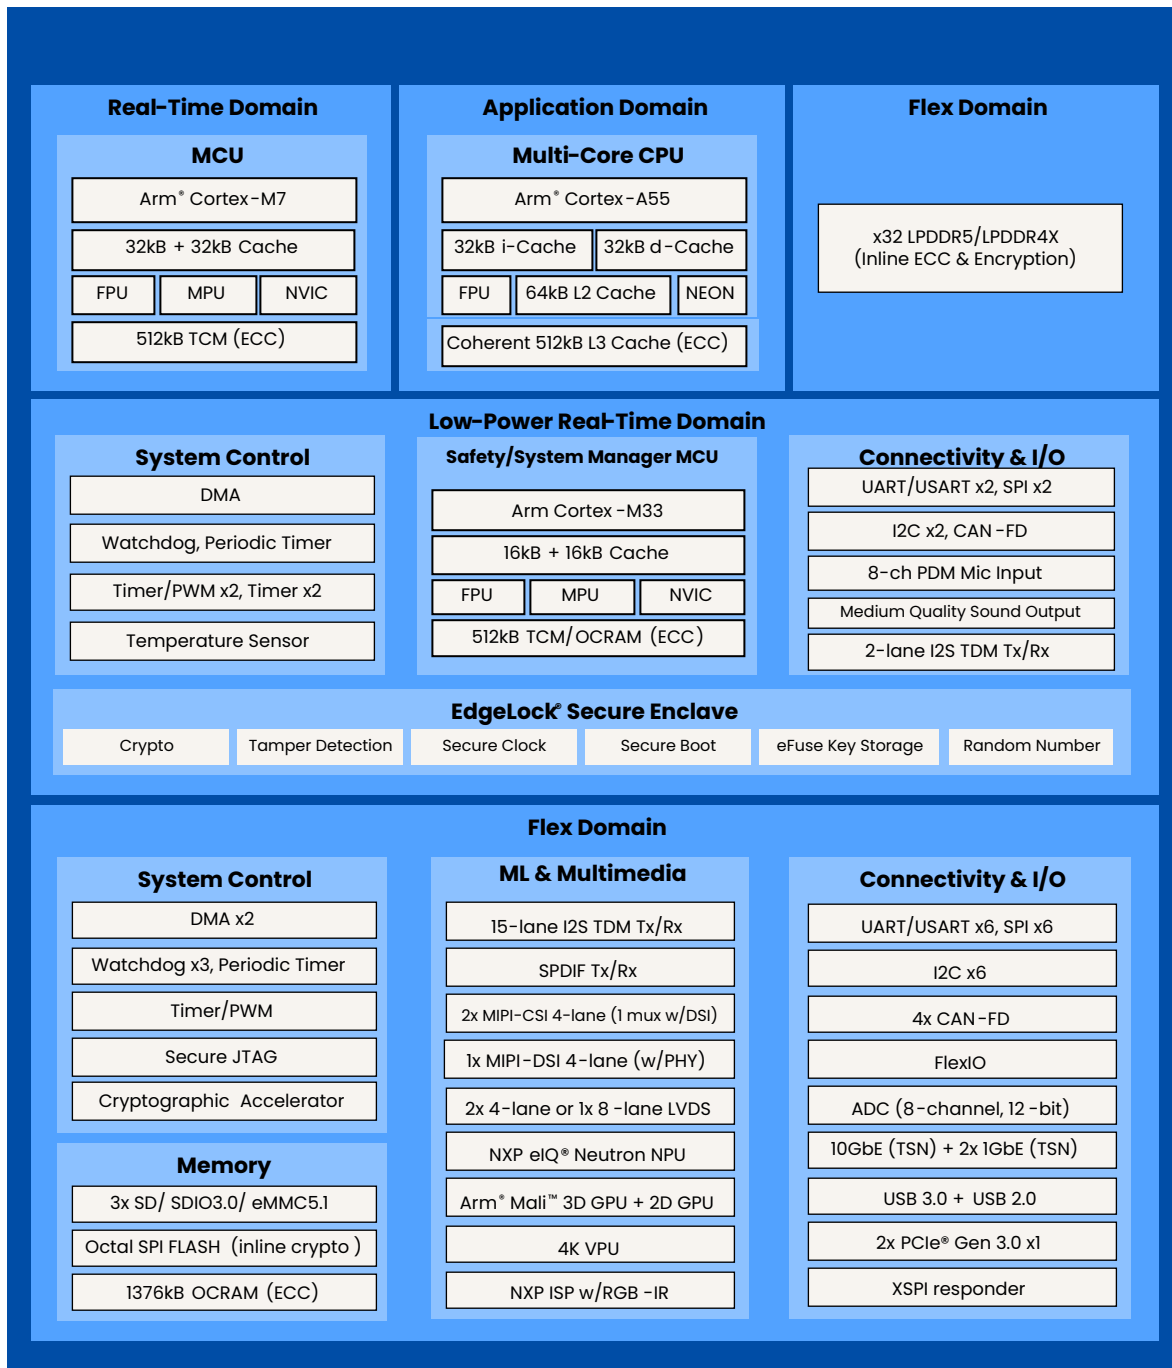 Real-Time Domain
MCU
Arm® Cortex-M7
32kB + 32kB Cache
FPU
MPU
NVIC
512kB TCM (ECC)
Application Domain
Multi-Core CPU
Arm® Cortex-A55
32kB i-Cache
32kB d-Cache
FPU
64kB L2 Cache
NEON
Coherent 512kB L3 Cache (ECC)
Flex Domain
x32 LPDDR5/LPDDR4X
(Inline ECC & Encryption)
Low-Power Real-Time Domain
System Control
DMA
Watchdog, Periodic Timer
Timer/PWM x2, Timer x2
Temperature Sensor
Safety/System Manager MCU
Arm Cortex-M33
16kB + 16kB Cache
FPU
MPU
NVIC
512kB TCM/OCRAM (ECC)
Connectivity & I/O
UART/USART x2, SPI x2
I2C x2, CAN-FD
8-ch PDM Mic Input
Medium Quality Sound Output
2-lane I2S TDM Tx/Rx
EdgeLock® Secure Enclave
Crypto
Tamper Detection
Secure Clock
Secure Boot
eFuse Key Storage
Random Number
Flex Domain
System Control
DMA x2
Watchdog x3, Periodic Timer
Timer/PWM
Secure JTAG
Cryptographic Accelerator
Memory
3x SD/ SDIO3.0/ eMMC5.1
Octal SPI FLASH (inline crypto )
1376kB OCRAM (ECC)
ML & Multimedia
15-lane I2S TDM Tx/Rx
SPDIF Tx/Rx
2x MIPI-CSI 4-lane (1 mux w/DSI)
1x MIPI-DSI 4-lane (w/PHY)
2x 4-lane or 1x 8-lane LVDS
NXP eIQ® Neutron NPU
Arm® Mali™ 3D GPU + 2D GPU
4K VPU
NXP ISP w/RGB-IR
Connectivity & I/O
UART/USART x6, SPI x6
I2C x6
4x CAN-FD
FlexIO
ADC (8-channel, 12-bit)
10GbE (TSN) + 2x 1GbE (TSN)
USB 3.0 + USB 2.0
2x PCIe® Gen 3.0 x1
XSPI responder